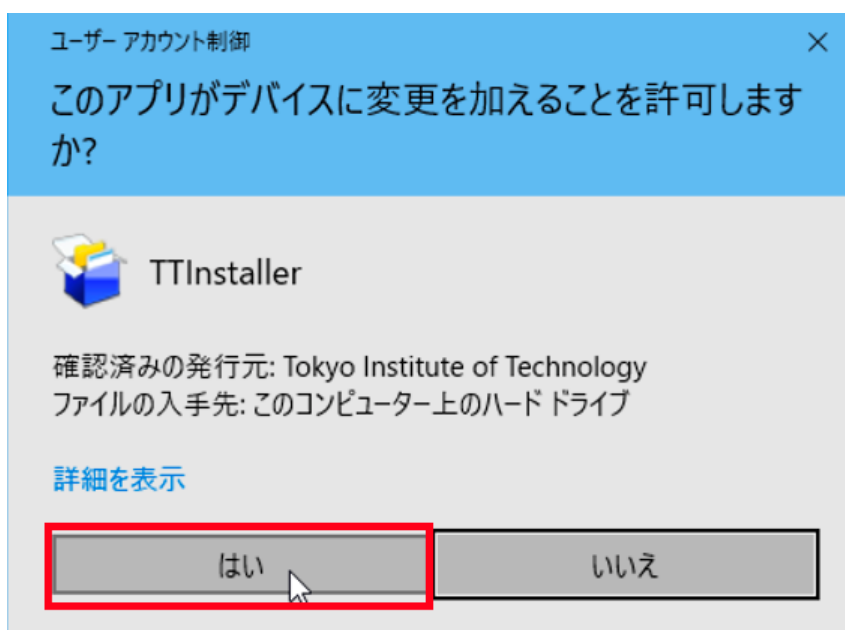 ユーザー アカウント制御
このアプリがデバイスに変更を加えることを許可します
か?
TTInstaller
確認済みの発行元: Tokyo Institute of Technology
ファイルの入手先: このコンピューター上のハード ドライブ
詳細を表示
はい
いいえ